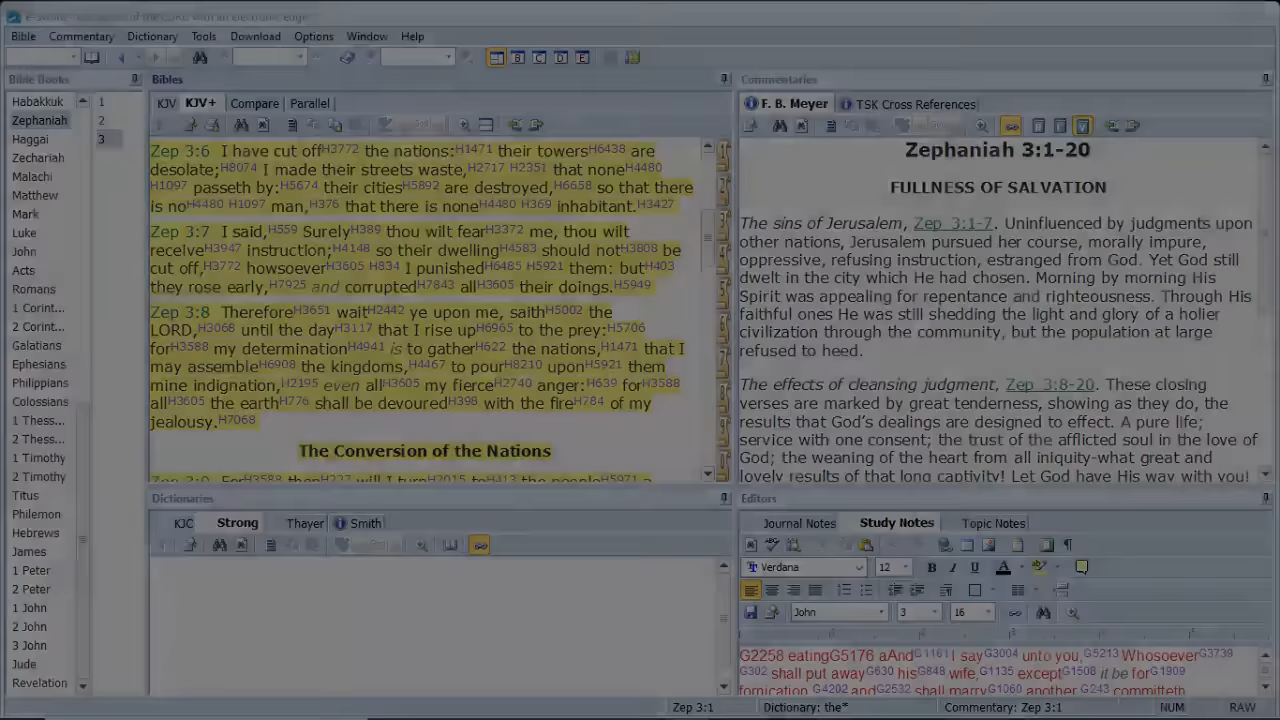 Bible Commentary Dictionary Tools Download Options Window Help
Bible Books
Habakkuk
Zephaniah
Haggai
Zechariah
Malachi
Matthew
Mark
Luke
John
Acts
Romans
1 Corint...
2 Corint...
Galatians
Ephesians
Philippians
Colossians
1 Thess...
2 Thess...
1 Timothy
2 Timothy
Titus
Philemon
Hebrews
James
1 Peter
2 Peter
1 John
2 John
3 John
Jude
Revelation
1
2
3
Bibles
KJV KJV+ Compare Parallel
Zep 3:6 I have cut offH3772 the nations:H1471 their towersH6438 are
desolate;H8074 I made their streets waste,H2717 H2351 that noneH4480
H1097 passeth by:H5674 their citiesH5892 are destroyed,H6658 so that there
is noH4480 H1097 man,H376 that there is noneH4480 H369 inhabitant.H3427
Zep 3:7 I said,H559 SurelyH389 thou wilt fearH3372 me, thou wilt
receiveH3947 instruction;H4148 so their dwellingH4583 should notH3808 be
cut off,H3772 howsoeverH3605 H834 I punishedH6485 H5921 them: butH403
they rose early,H7925 and corruptedH7843 allH3605 their doings.H5949
Zep 3:8 ThereforeH3651 waitH2442 ye upon me, saithH5002 the
LORD,H3068 until the dayH3117 that I rise upH6965 to the prey:H5706
forH3588 my determinationH4941 is to gatherH622 the nations,H1471 that I
may assembleH6908 the kingdoms,H4467 to pourH8210 uponH5921 them
mine indignation,H2195 even allH3605 my fierceH2740 anger:H639 forH3588
allH3605 the earthH776 shall be devouredH398 with the fireH784 of my
jealousy.H7068
The Conversion of the Nations
Commentaries
F. B. Meyer TSK Cross References
Zephaniah 3:1-20
FULLNESS OF SALVATION
The sins of Jerusalem, Zep 3:1-7. Uninfluenced by judgments upon
other nations, Jerusalem pursued her course, morally impure,
oppressive, refusing instruction, estranged from God. Yet God still
dwelt in the city which He had chosen. Morning by morning His
Spirit was appealing for repentance and righteousness. Through His
faithful ones He was still shedding the light and glory of a holier
civilization through the community, but the population at large
refused to heed.
The effects of cleansing judgment, Zep 3:8-20. These closing
verses are marked by great tenderness, showing as they do, the
results that God's dealings are designed to effect. A pure life;
service with one consent; the trust of the afflicted soul in the love of
God; the weaning of the heart from all iniquity-what great and
lovely results of that long captivity! Let God have His way with you!
Dictionaries
KJC Strong Thayer Smith
Editors
Journal Notes Study Notes Topic Notes
Verdana 12 B I U A
John 3 16
G2258 eatingG5176 aAndG1161 I sayG3004 unto you,G5213 WhosoeverG3739
G302 shall put awayG630 hisG848 wife,G1135 exceptG1508 it be forG1909
fornication,G4202 andG2532 shall marryG1060 another,G243 committeth
Zep 3:1 Dictionary: the* Commentary: Zep 3:1 NUM RAW